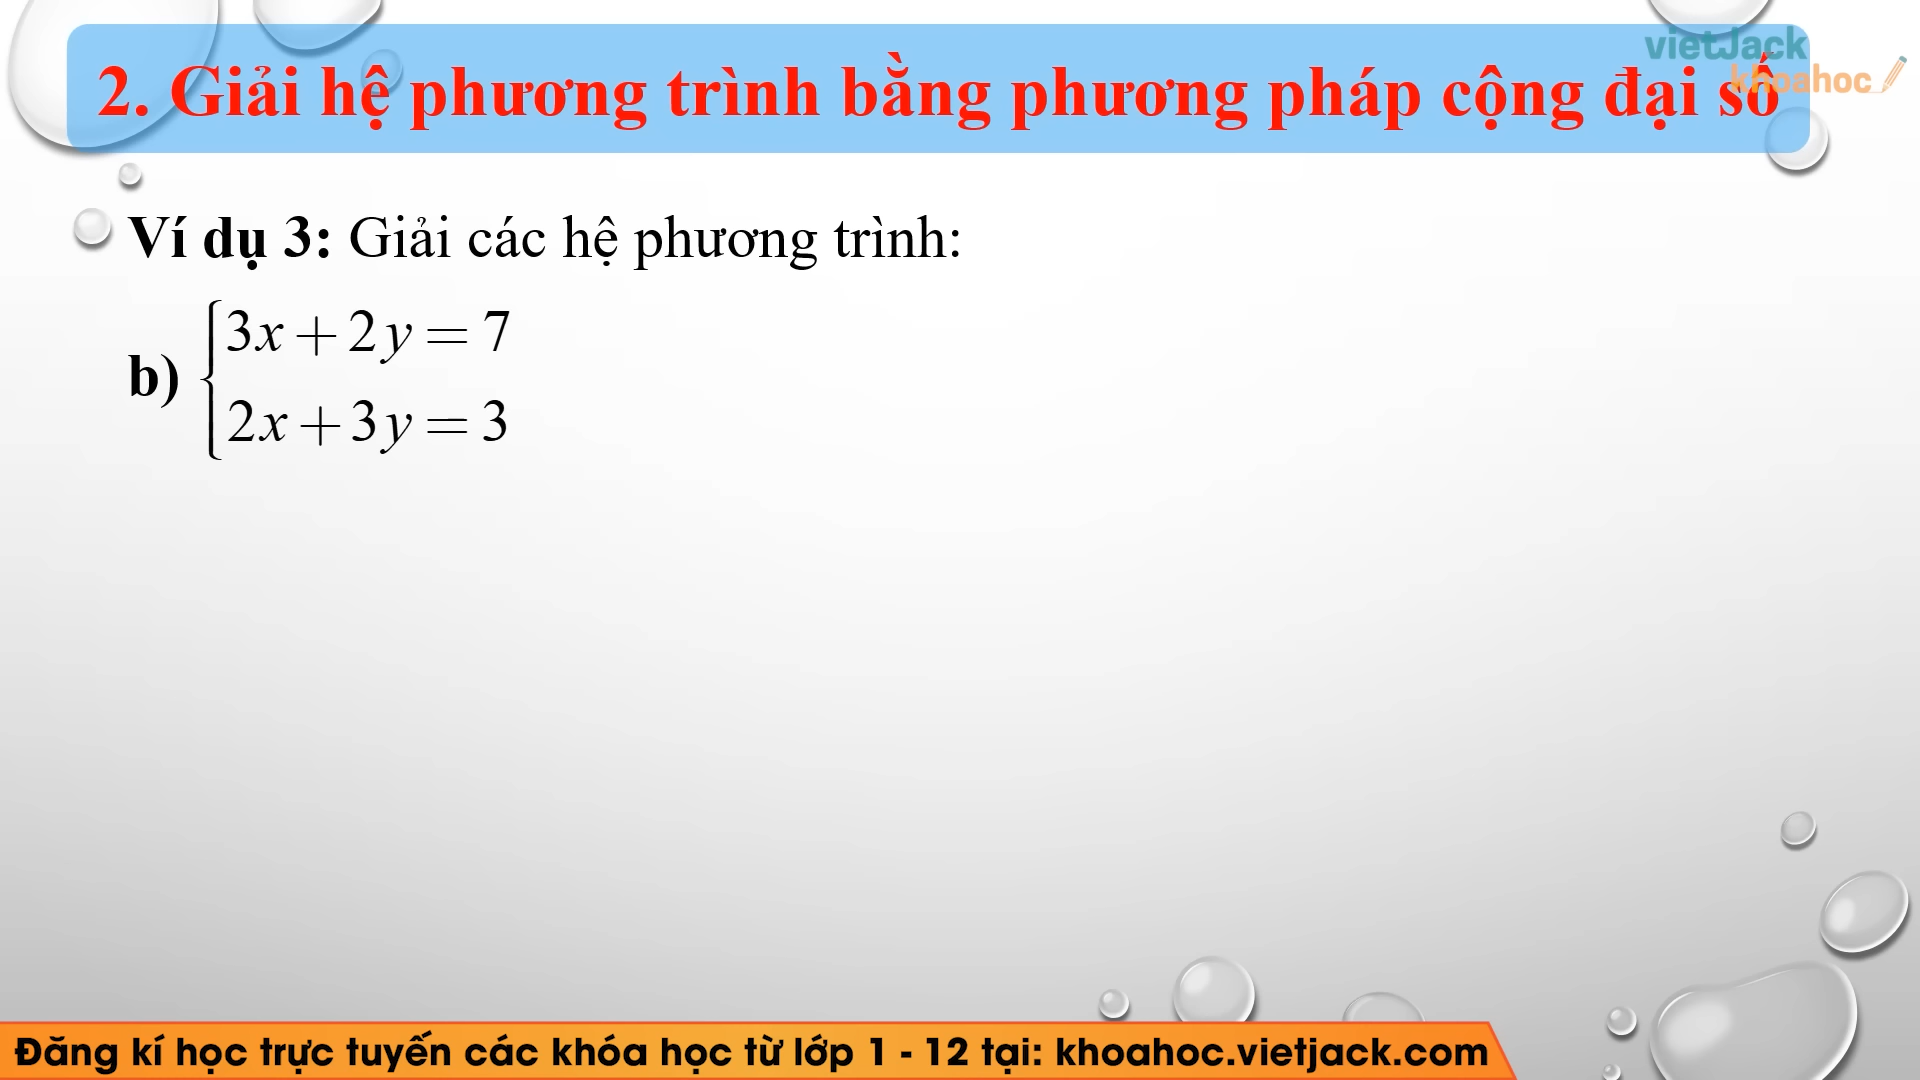 vietJack
khoahoc
2. Giải hệ phương trình bằng phương pháp cộng đại số
Ví dụ 3: Giải các hệ phương trình:
b) {3x + 2y = 7
2x + 3y = 3
Đăng kí học trực tuyến các khóa học từ lớp 1 - 12 tại: khoahoc.vietjack.com